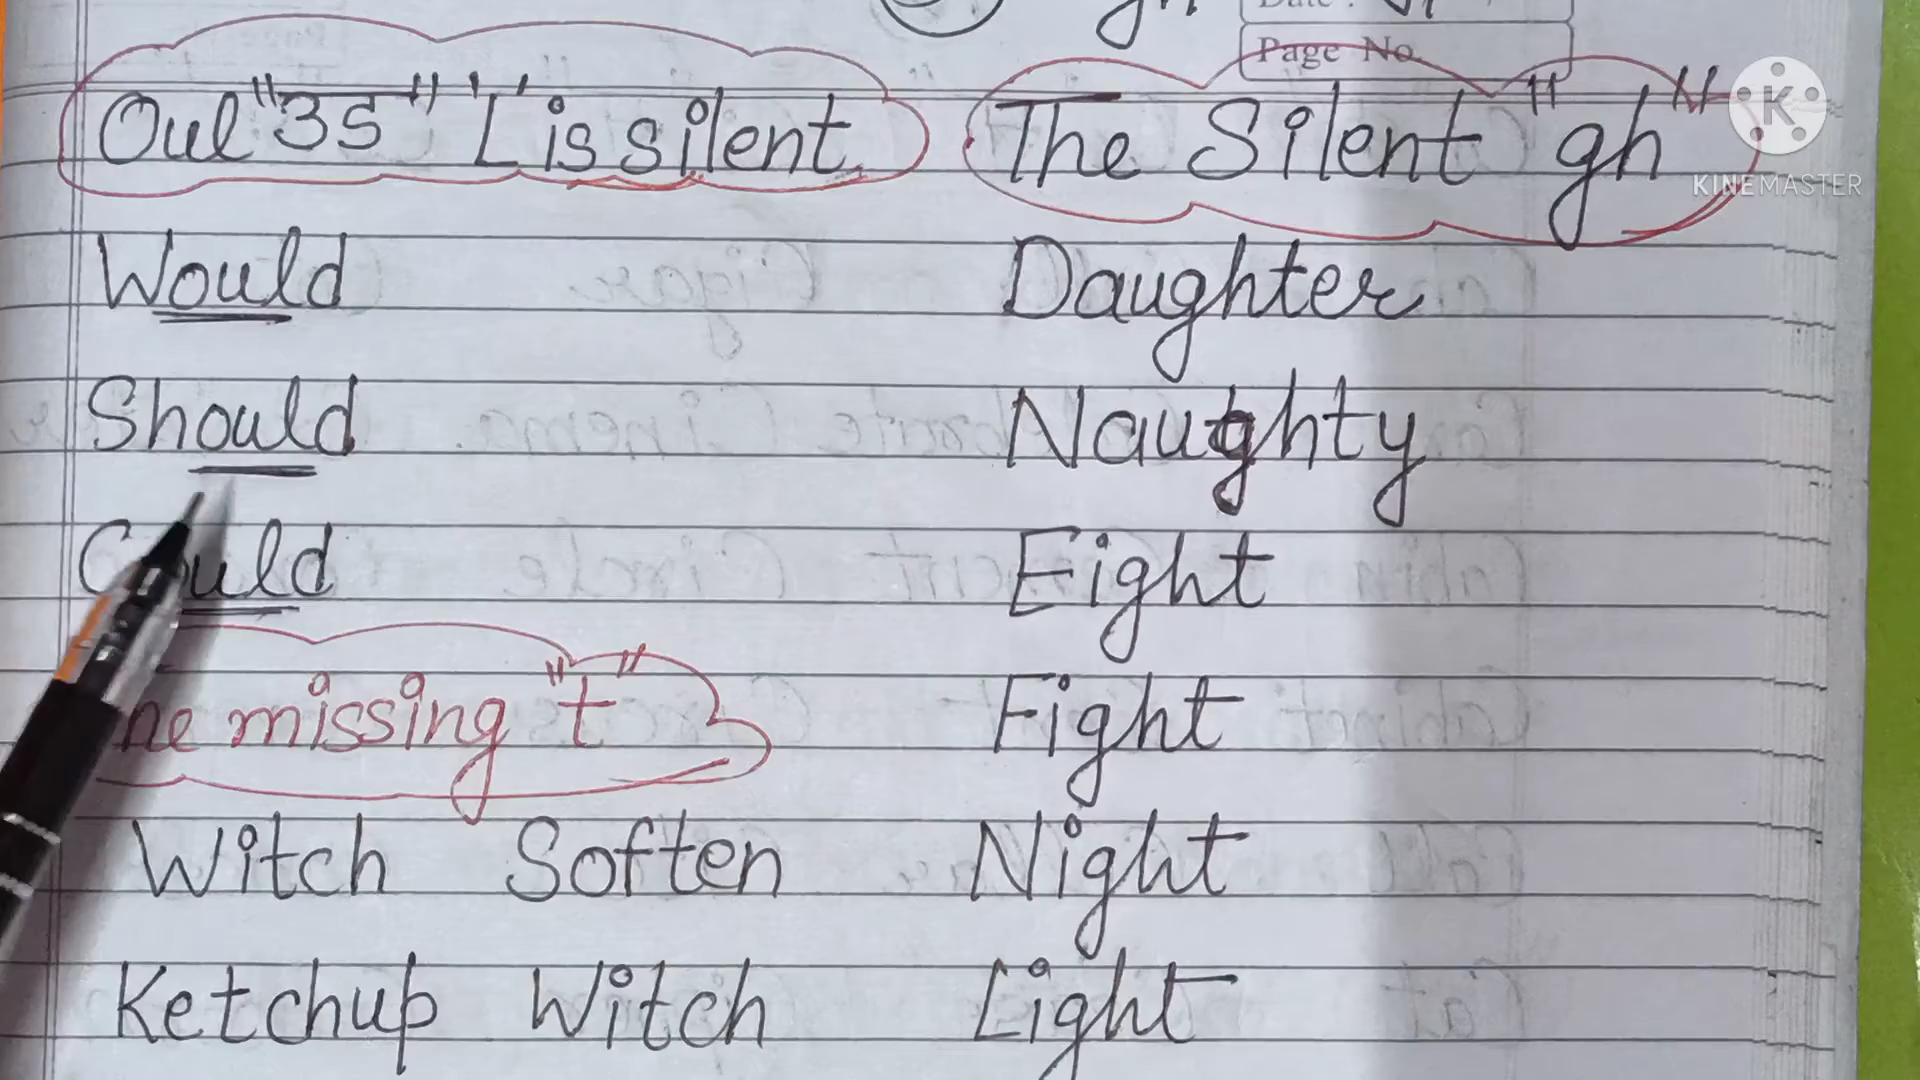 Page No.
Oul "35" 'L' is silent
Would
Should
Could
missing "t"
Witch Soften
Ketchup Witch
The Silent "gh"
Daughter
Naughty
Eight
Fight
Night
Light
KINEMASTER